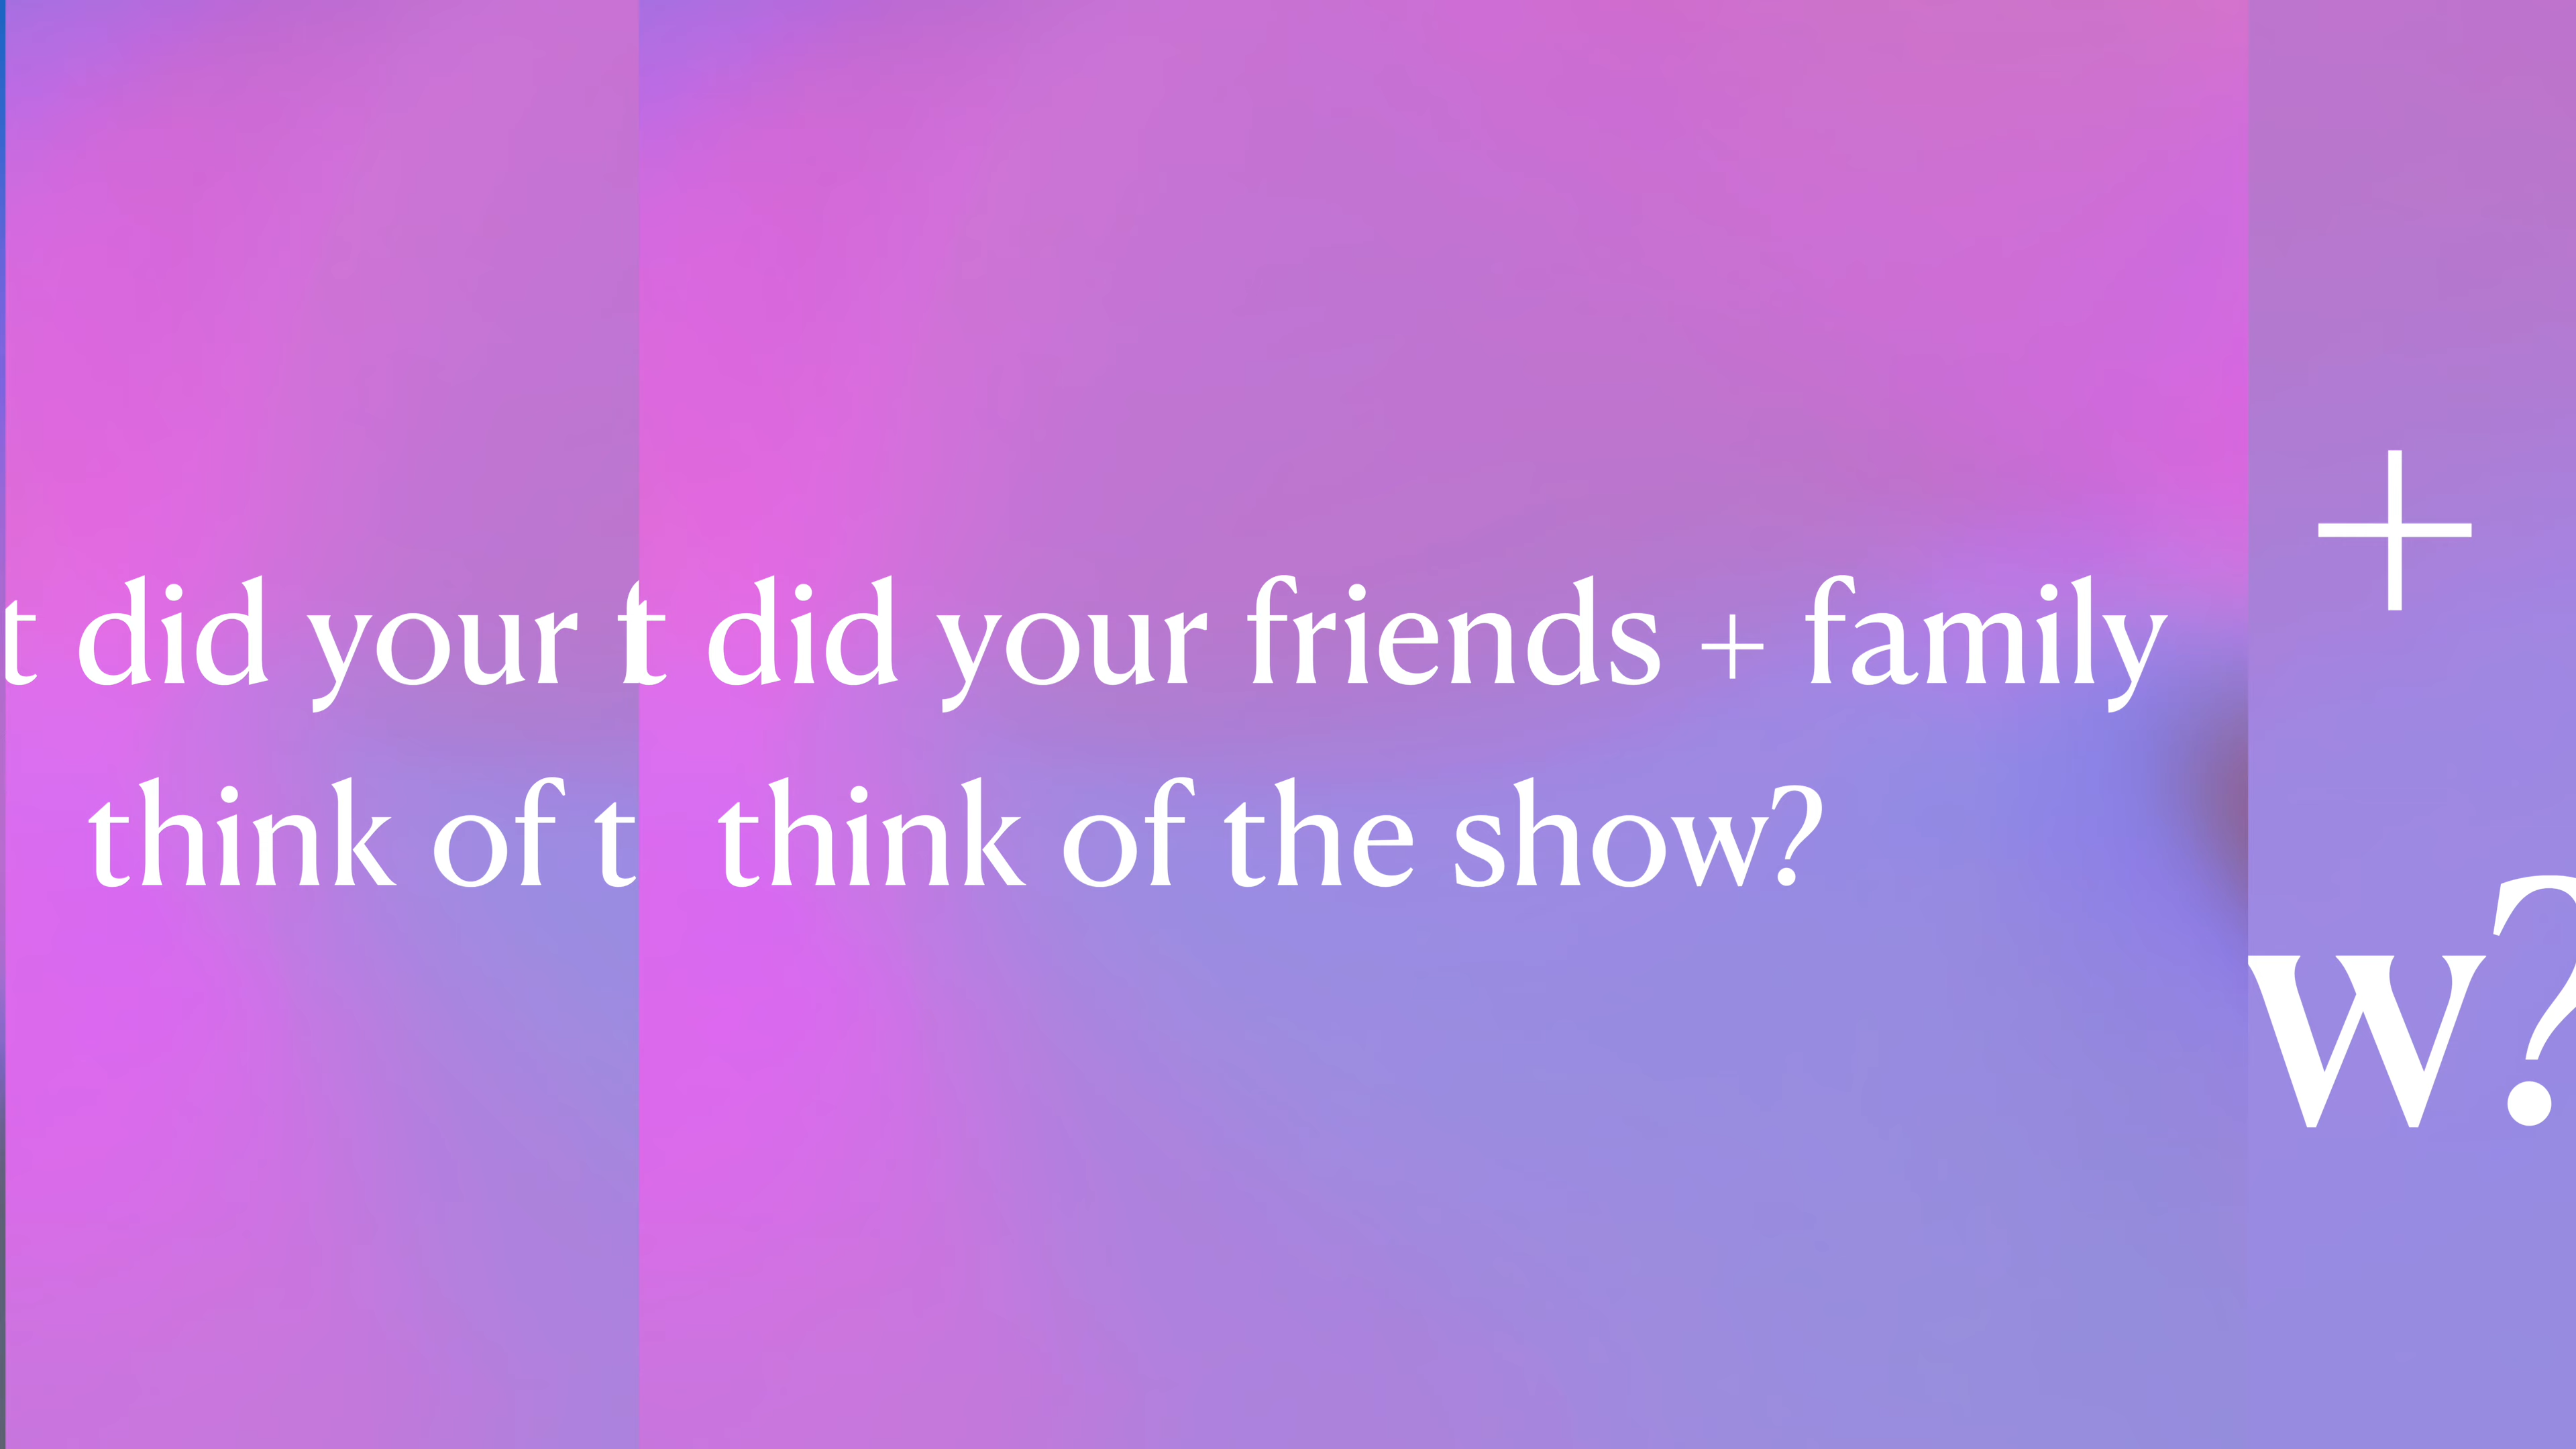 t did your f
think of t
t did your friends + family
think of the show?
+
w?